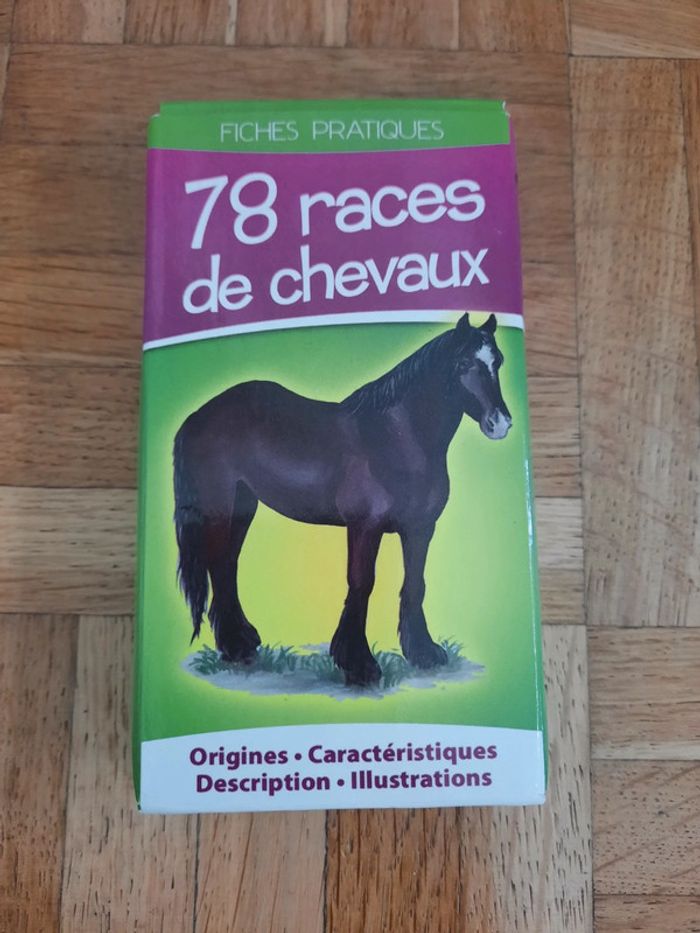 FICHES PRATIQUES
78 races
de chevaux
Origines • Caractéristiques
Description • Illustrations